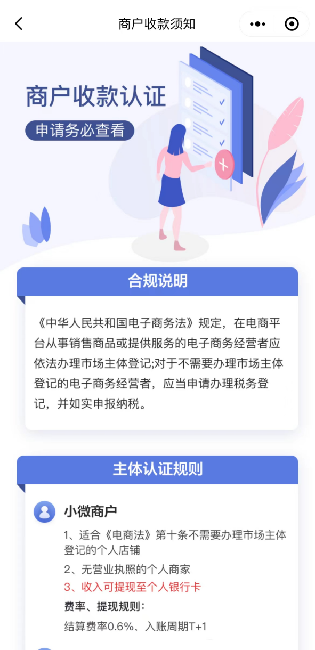 商户收款须知
商户收款认证
申请务必查看
合规说明
《中华人民共和国电子商务法》规定，在电商平
台从事销售商品或提供服务的电子商务经营者应
依法办理市场主体登记;对于不需要办理市场主体
登记的电子商务经营者，应当申请办理税务登
记，并如实申报纳税。
主体认证规则
小微商户
1、适合《电商法》第十条不需要办理市场主体
登记的个人店铺
2、无营业执照的个人商家
3、收入可提现至个人银行卡
费率、提现规则：
结算费率0.6%、入账周期T+1